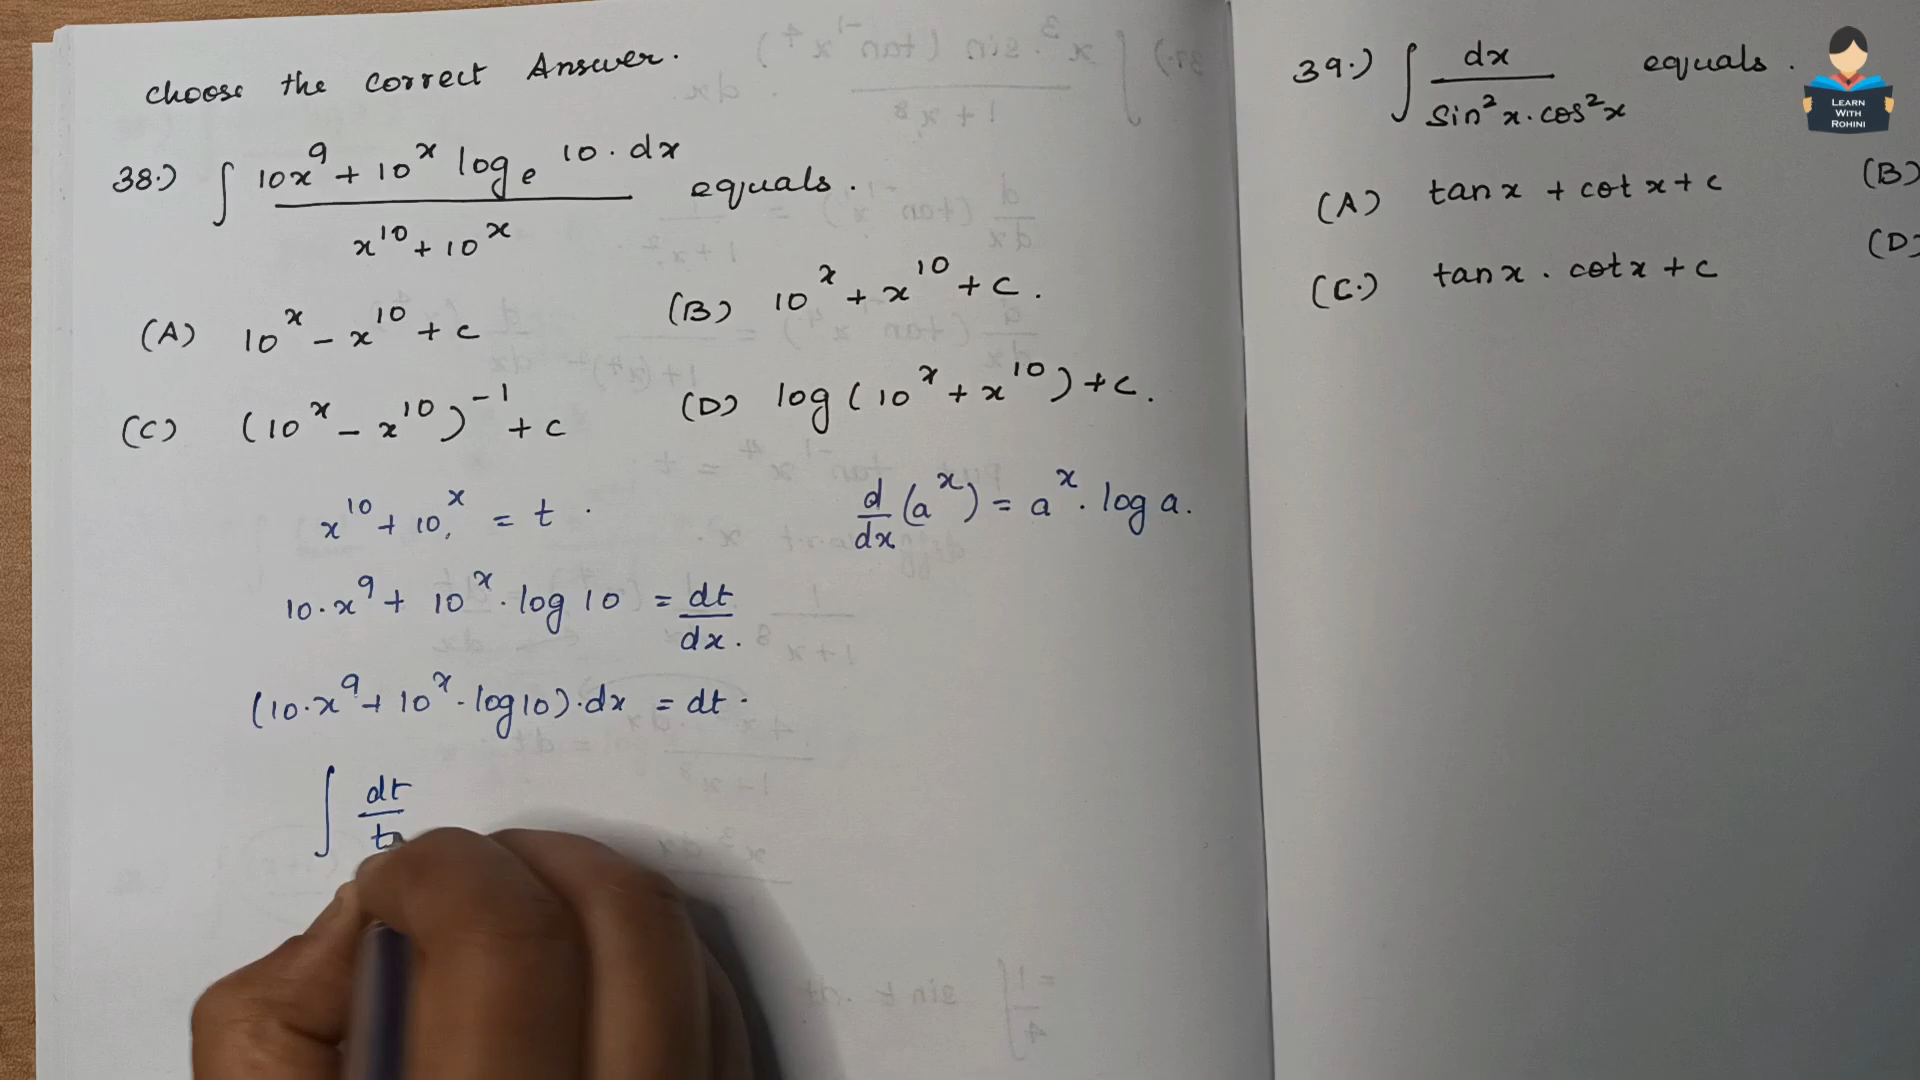 choose the correct Answer.
38.) ∫ 10x⁹ + 10ˣ logₑ 10 . dx / x¹⁰ + 10ˣ equals .
(A) 10ˣ – x¹⁰ + c
(B) 10ˣ + x¹⁰ + c .
(C) (10ˣ – x¹⁰)⁻¹ + c
(D) log (10ˣ + x¹⁰) + c .
x¹⁰ + 10ˣ = t .
d/dx (aˣ) = aˣ . log a .
10 . x⁹ + 10ˣ . log 10 = dt/dx .
(10 . x⁹ + 10ˣ . log 10) . dx = dt .
∫ dt/t
39.) ∫ dx / sin²x . cos²x equals .
(A) tan x + cot x + c
(B)
(C.) tan x . cot x + c
(D)
LEARN
WITH
ROHINI